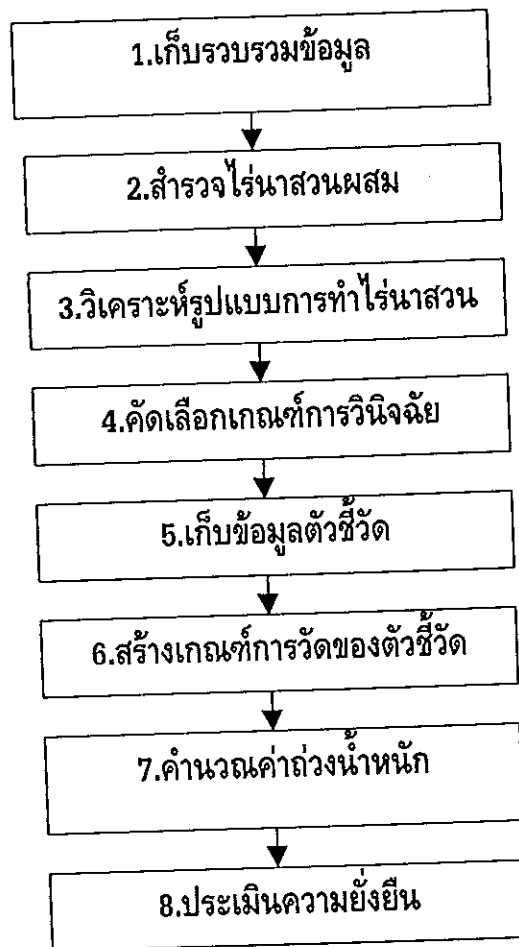 1.เก็บรวบรวมข้อมูล
2.สำรวจไร่นาสวนผสม
3.วิเคราะห์รูปแบบการทำไร่นาสวน
4.คัดเลือกเกณฑ์การวินิจฉัย
5.เก็บข้อมูลตัวชี้วัด
6.สร้างเกณฑ์การวัดของตัวชี้วัด
7.คำนวณค่าถ่วงน้ำหนัก
8.ประเมินความยั่งยืน